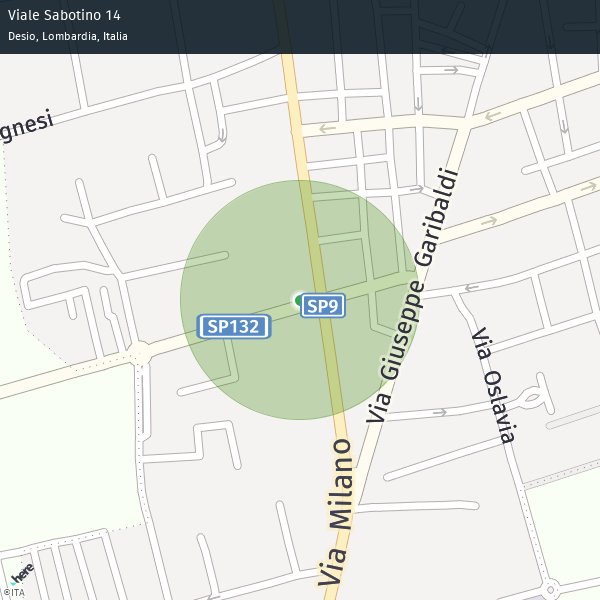 Viale Sabotino 14
Desio, Lombardia, Italia
gnesi
Via Giuseppe Garibaldi
SP9
SP132
Via Oslavia
Via Milano
here
©ITA